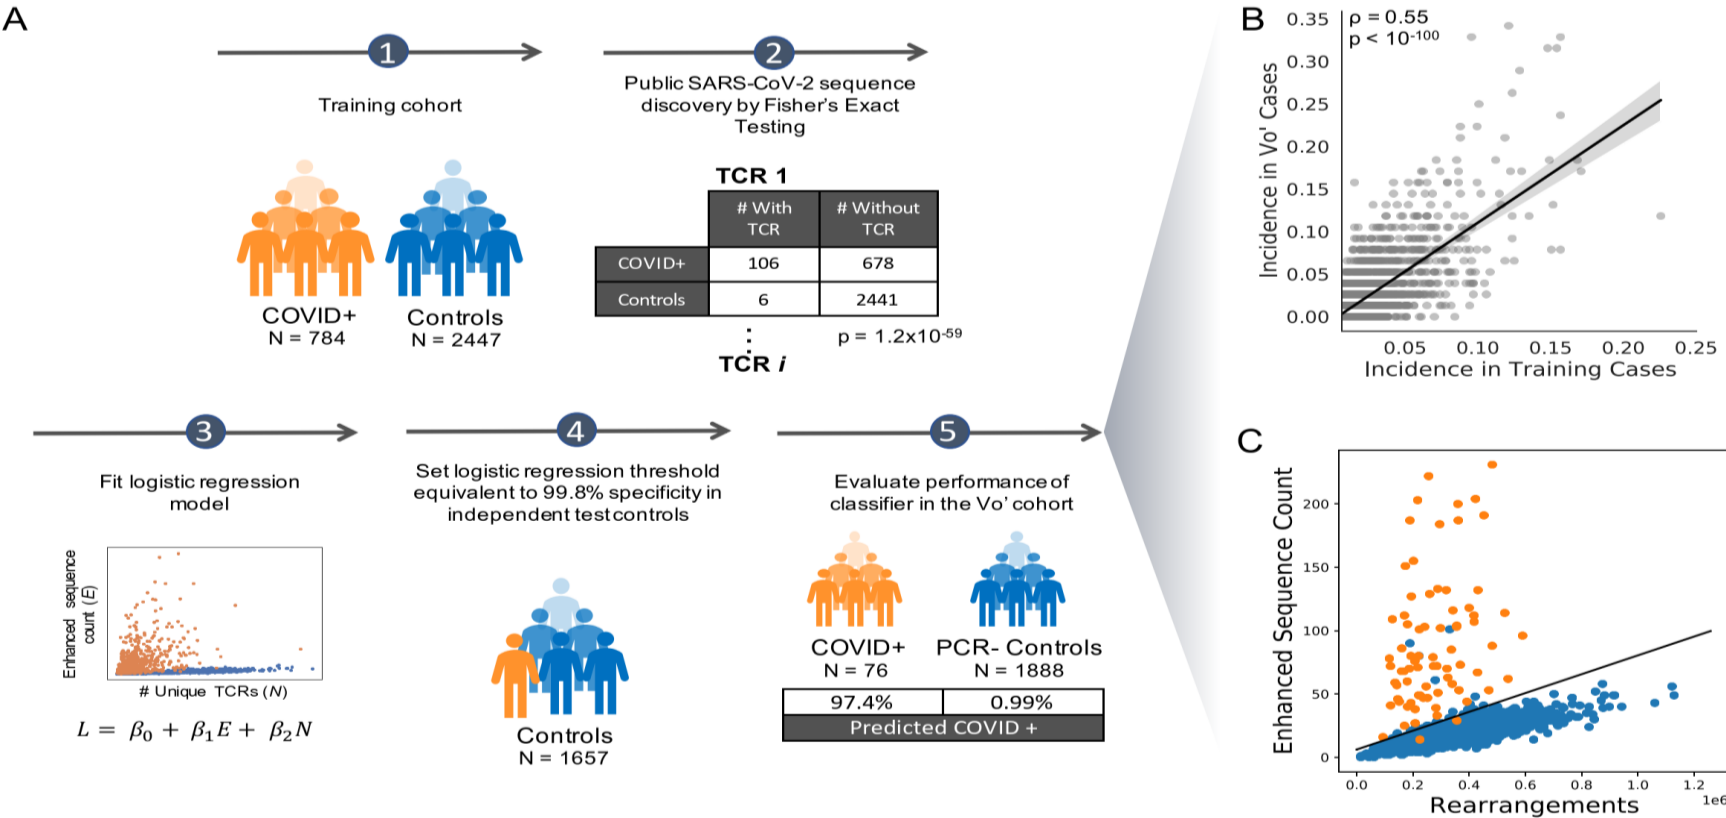 A
1
Training cohort
COVID+
N = 784
Controls
N = 2447
2
Public SARS-CoV-2 sequence
discovery by Fisher's Exact
Testing
TCR 1
# With
TCR
# Without
TCR
COVID+
106
678
Controls
6
2441
⋮
p = 1.2x10⁻⁵⁹
TCR i
3
Fit logistic regression
model
Enhanced sequence
count (E)
# Unique TCRs (N)
L = β₀ + β₁E + β₂N
4
Set logistic regression threshold
equivalent to 99.8% specificity in
independent test controls
Controls
N = 1657
5
Evaluate performance of
classifier in the Vo' cohort
COVID+
N = 76
PCR- Controls
N = 1888
97.4%
0.99%
Predicted COVID +
B
ρ = 0.55
p < 10⁻¹⁰⁰
Incidence in Vo' Cases
0.35
0.30
0.25
0.20
0.15
0.10
0.05
0.00
0.05 0.10 0.15 0.20 0.25
Incidence in Training Cases
C
Enhanced Sequence Count
200
150
100
50
0
0.0 0.2 0.4 0.6 0.8 1.0 1.2
1e6
Rearrangements